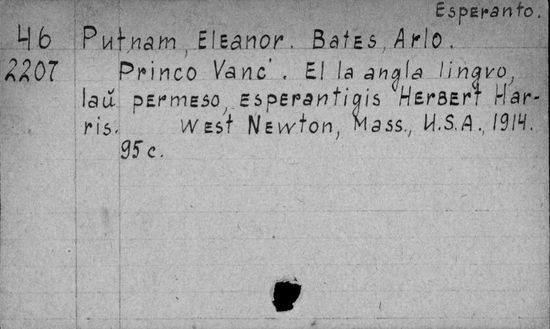 Esperanto.
46 Putnam, Eleanor. Bates, Arlo.
2207 Princo Vanc'. El la angla lingvo,
laŭ permeso, esperantigis Herbert Har-
ris. West Newton, Mass., U.S.A., 1914.
95 c.